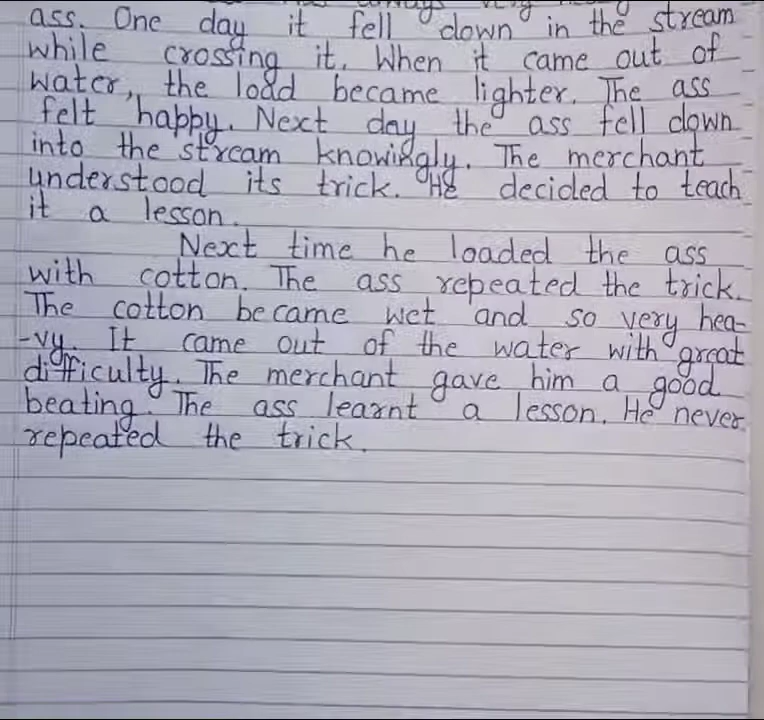 always very
ass. One day it fell down in the stream
while crossing it. When it came out of
water, the load became lighter. The ass
felt happy. Next day the ass fell down
into the stream knowingly. The merchant
understood its trick. He decided to teach
it a lesson.
Next time he loaded the ass
with cotton. The ass repeated the trick.
The cotton became wet and so very hea-
-vy. It came out of the water with great
difficulty. The merchant gave him a good
beating. The ass learnt a lesson. He never
repeated the trick.